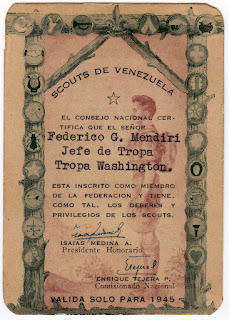 SCOUTS DE VENEZUELA
EL CONSEJO NACIONAL CER-
TIFICA QUE EL SEÑOR
Federico G. Mendiri
Jefe de Tropa
Tropa Washington.
ESTA INSCRITO COMO MIEMBRO
DE LA FEDERACION Y TIENE,
COMO TAL, LOS DEBERES Y
PRIVILEGIOS DE LOS SCOUTS.
ISAIAS MEDINA A.
Presidente Honorario
ENRIQUE TEJERA P.
Comisionado Nacional
VALIDA SOLO PARA 1945